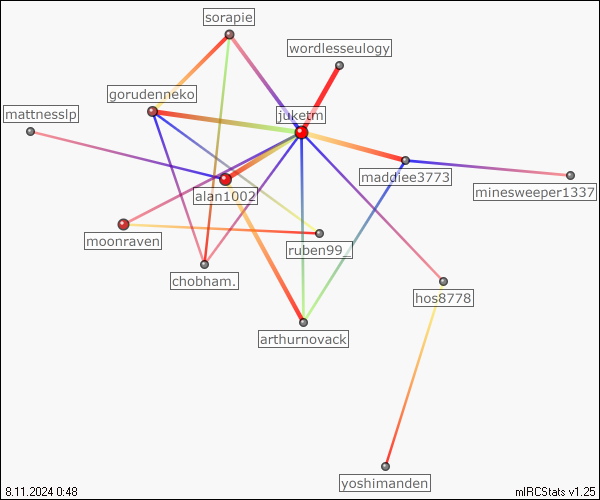 sorapie
wordlesseulogy
gorudenneko
mattnesslp
juketm
maddiee3773
minesweeper1337
alan1002
moonraven
ruben99_
chobham.
hos8778
arthurnovack
yoshimanden
8.11.2024 0:48
mIRCStats v1.25